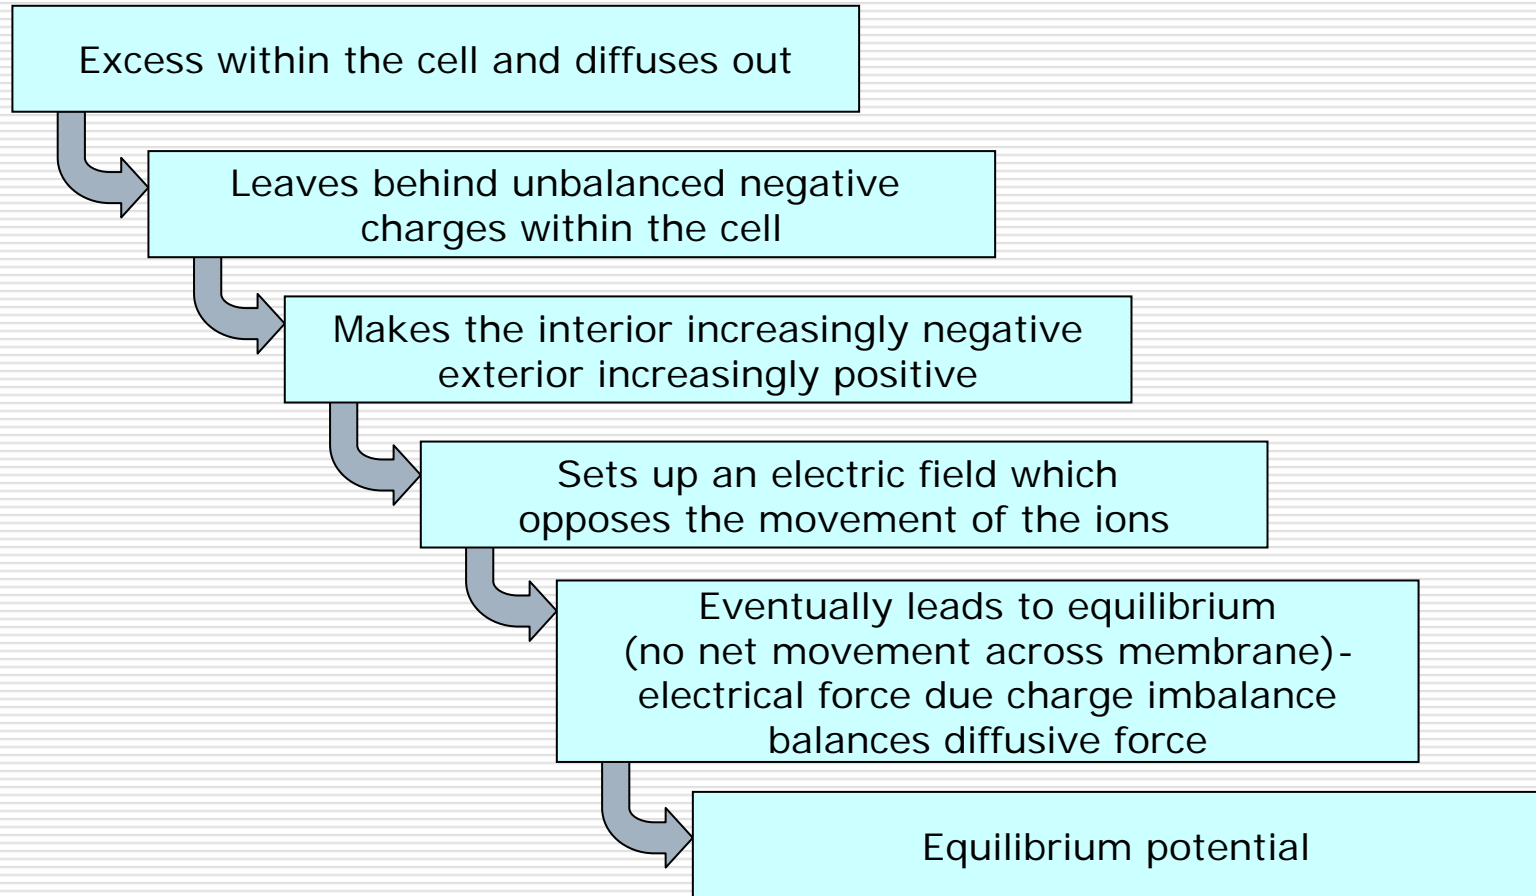 Excess within the cell and diffuses out
Leaves behind unbalanced negative
charges within the cell
Makes the interior increasingly negative
exterior increasingly positive
Sets up an electric field which
opposes the movement of the ions
Eventually leads to equilibrium
(no net movement across membrane)-
electrical force due charge imbalance
balances diffusive force
Equilibrium potential